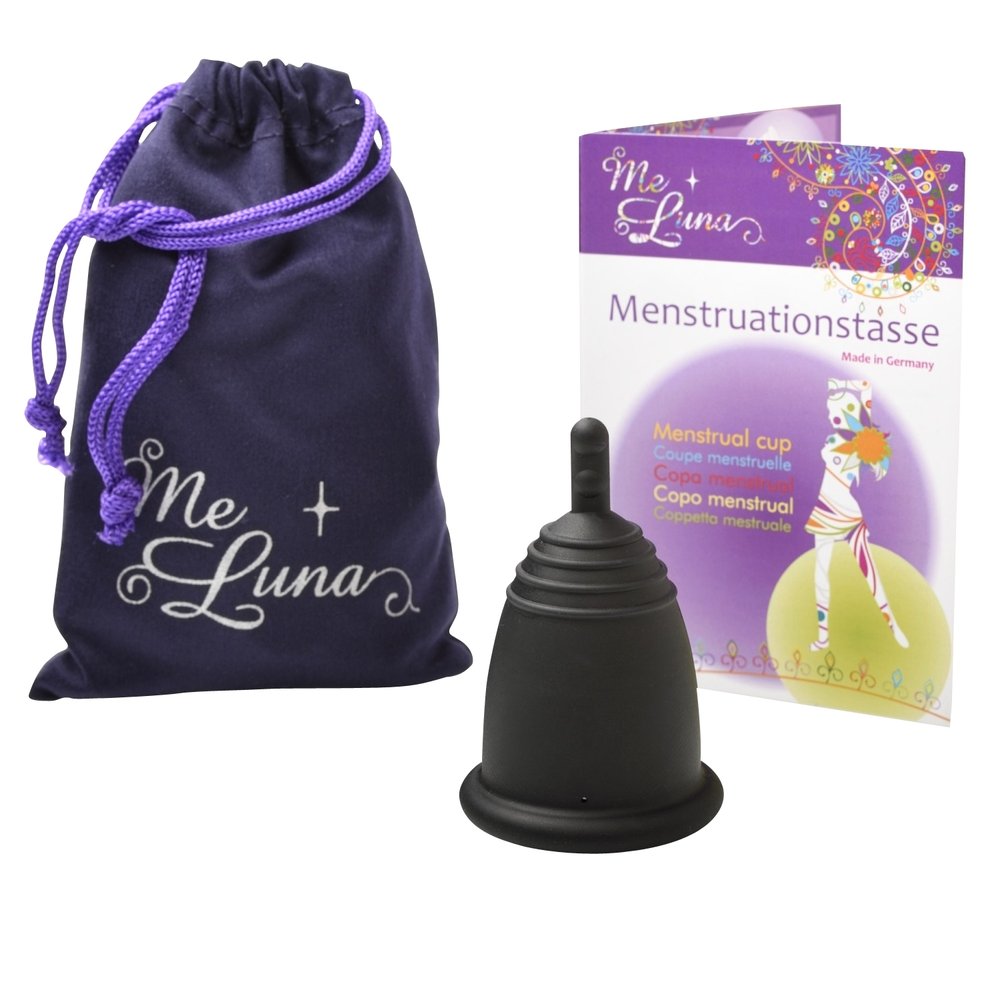 Me
Luna
Me
Luna
Menstruationstasse
Made in Germany
Menstrual cup
Coupe menstruelle
Copa menstrual
Copo menstrual
Coppetta mestruale